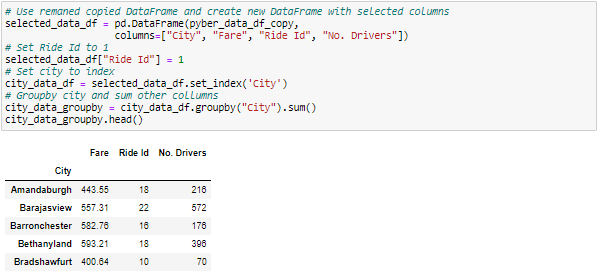 # Use remaned copied DataFrame and create new DataFrame with selected columns
selected_data_df = pd.DataFrame(pyber_data_df_copy,
columns=["City", "Fare", "Ride Id", "No. Drivers"])
# Set Ride Id to 1
selected_data_df["Ride Id"] = 1
# Set city to index
city_data_df = selected_data_df.set_index('City')
# Groupby city and sum other collumns
city_data_groupby = city_data_df.groupby("City").sum()
city_data_groupby.head()
Fare Ride Id No. Drivers
City
Amandaburgh 443.55 18 216
Barajasview 557.31 22 572
Barronchester 582.76 16 176
Bethanyland 593.21 18 396
Bradshawfurt 400.64 10 70